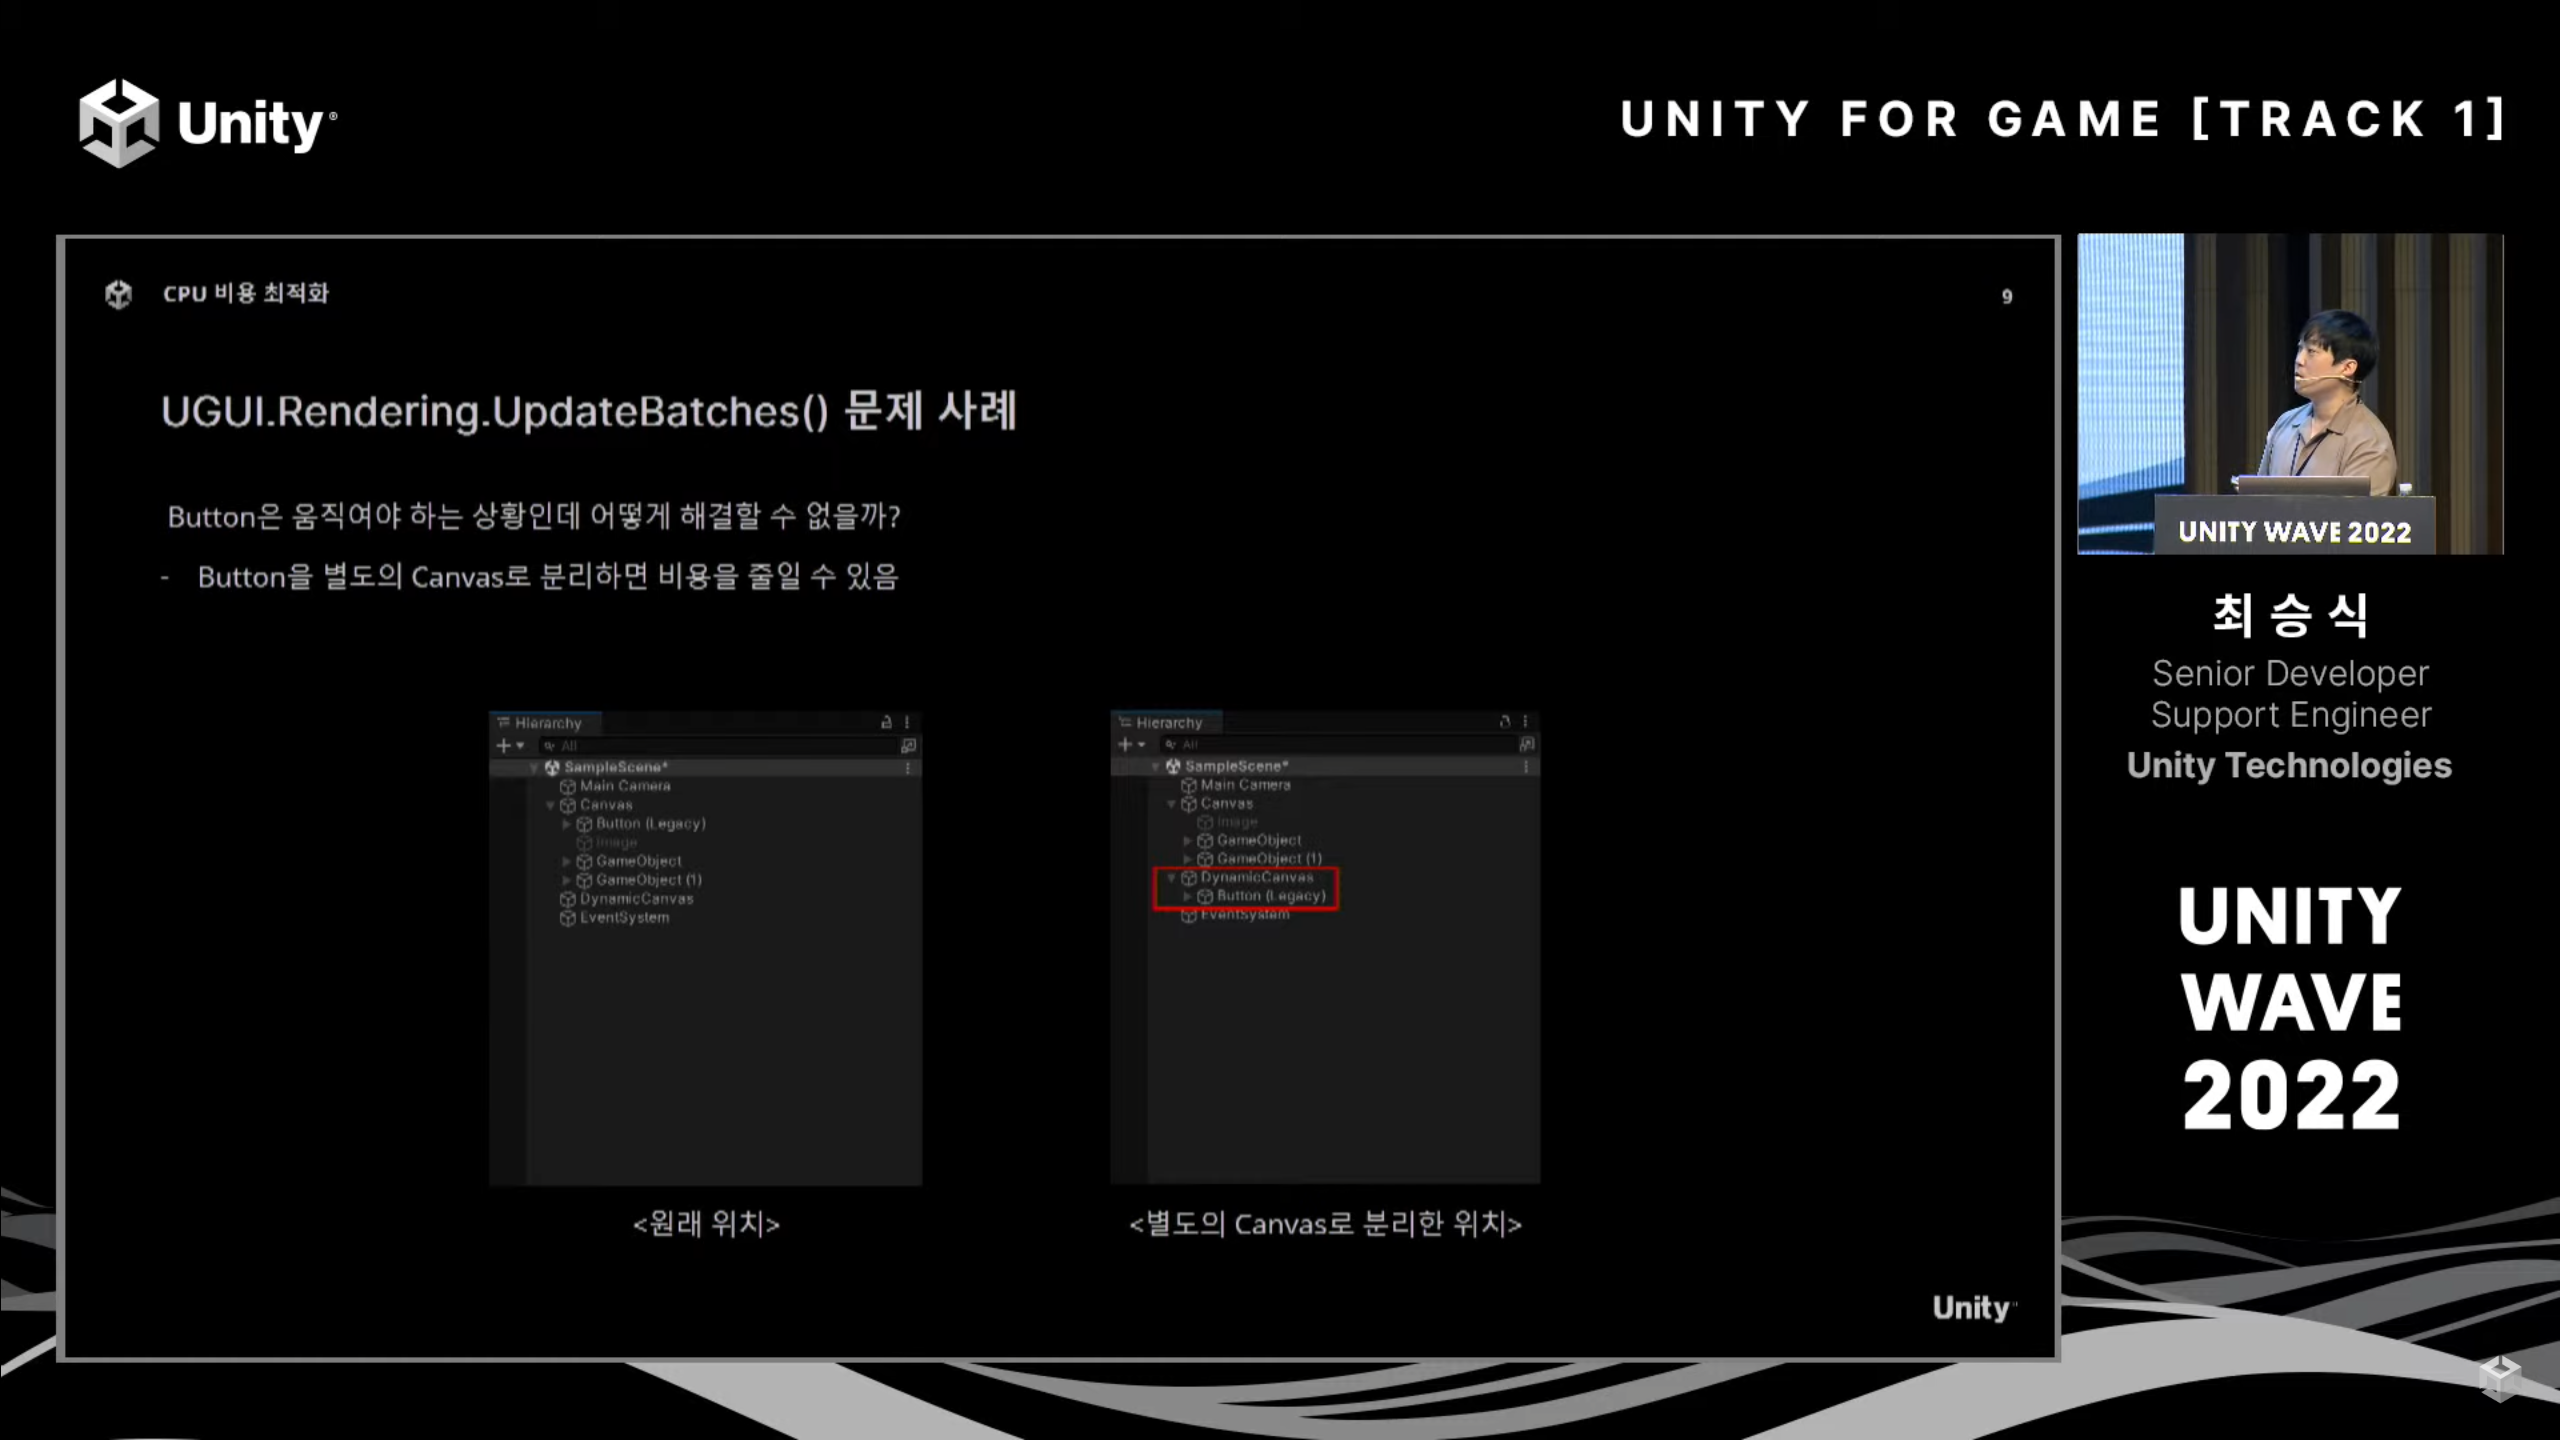 Unity
UNITY FOR GAME [TRACK 1]
CPU 비용 최적화
9
UGUI.Rendering.UpdateBatches() 문제 사례
Button은 움직여야 하는 상황인데 어떻게 해결할 수 없을까?
- Button을 별도의 Canvas로 분리하면 비용을 줄일 수 있음
Hierarchy
All
SampleScene*
Main Camera
Canvas
Button (Legacy)
Image
GameObject
GameObject (1)
DynamicCanvas
EventSystem
<원래 위치>
Hierarchy
All
SampleScene*
Main Camera
Canvas
Image
GameObject
GameObject (1)
DynamicCanvas
Button (Legacy)
EventSystem
<별도의 Canvas로 분리한 위치>
Unity
UNITY WAVE 2022
최승식
Senior Developer
Support Engineer
Unity Technologies
UNITY
WAVE
2022